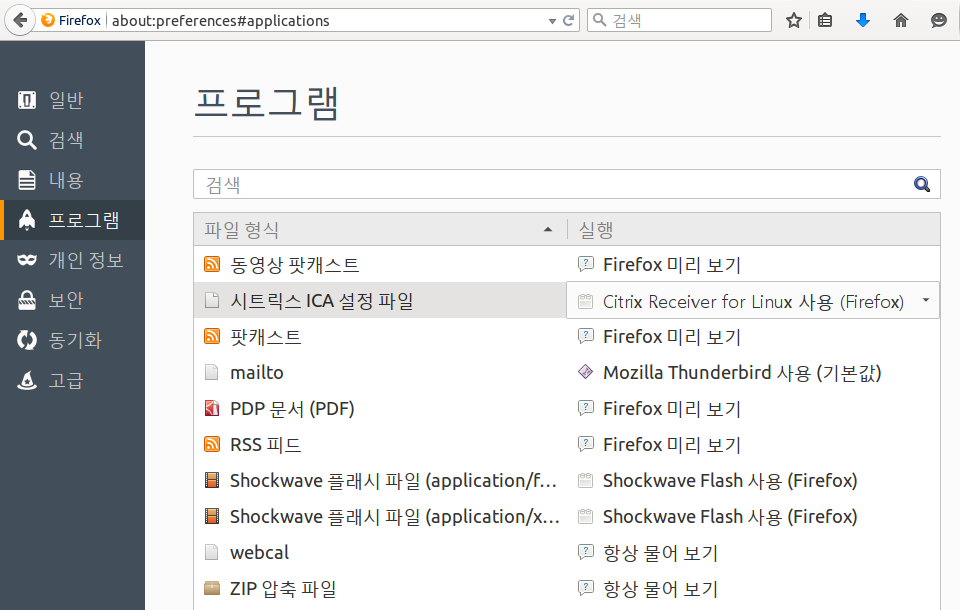 Firefox about:preferences#applications 검색
프로그램
일반
검색
내용
프로그램
개인 정보
보안
동기화
고급
검색
파일 형식 실행
동영상 팟캐스트 Firefox 미리 보기
시트릭스 ICA 설정 파일 Citrix Receiver for Linux 사용 (Firefox)
팟캐스트 Firefox 미리 보기
mailto Mozilla Thunderbird 사용 (기본값)
PDP 문서 (PDF) Firefox 미리 보기
RSS 피드 Firefox 미리 보기
Shockwave 플래시 파일 (application/f... Shockwave Flash 사용 (Firefox)
Shockwave 플래시 파일 (application/x... Shockwave Flash 사용 (Firefox)
webcal 항상 물어 보기
ZIP 압축 파일 항상 물어 보기